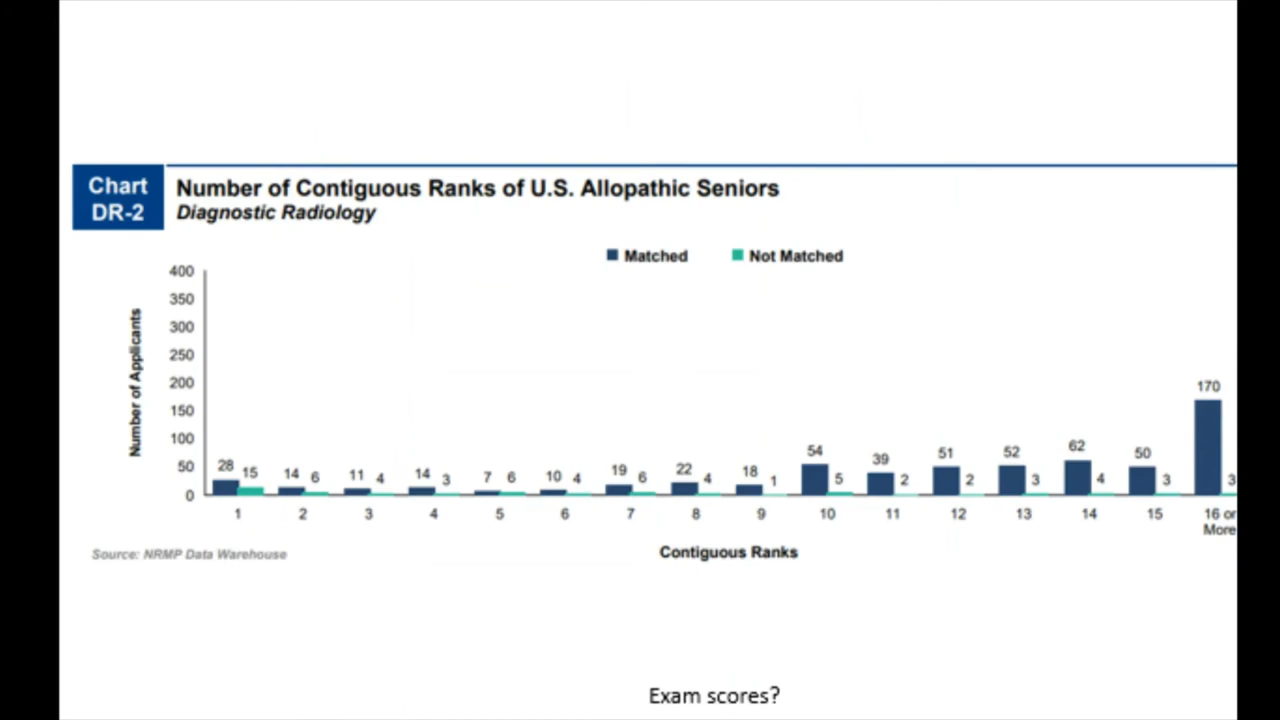 Chart
DR-2
Number of Contiguous Ranks of U.S. Allopathic Seniors
Diagnostic Radiology
Matched
Not Matched
Number of Applicants
400
350
300
250
200
150
100
50
0
28 15 14 6 11 4 14 3 7 6 10 4 19 6 22 4 18 1 54 5 39 2 51 2 52 3 62 4 50 3 170 3
1 2 3 4 5 6 7 8 9 10 11 12 13 14 15 16 or
More
Source: NRMP Data Warehouse
Contiguous Ranks
Exam scores?